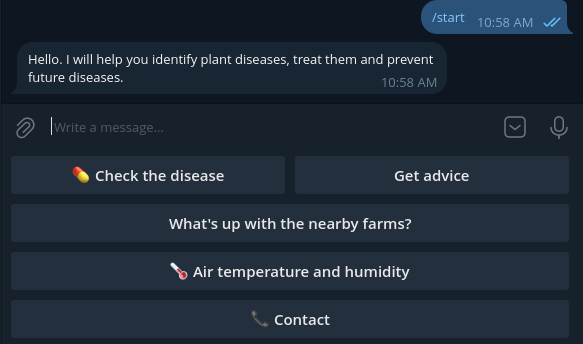 /start
10:58 AM
Hello. I will help you identify plant diseases, treat them and prevent
future diseases.
10:58 AM
Write a message...
💊 Check the disease
Get advice
What's up with the nearby farms?
🌡️ Air temperature and humidity
📞 Contact